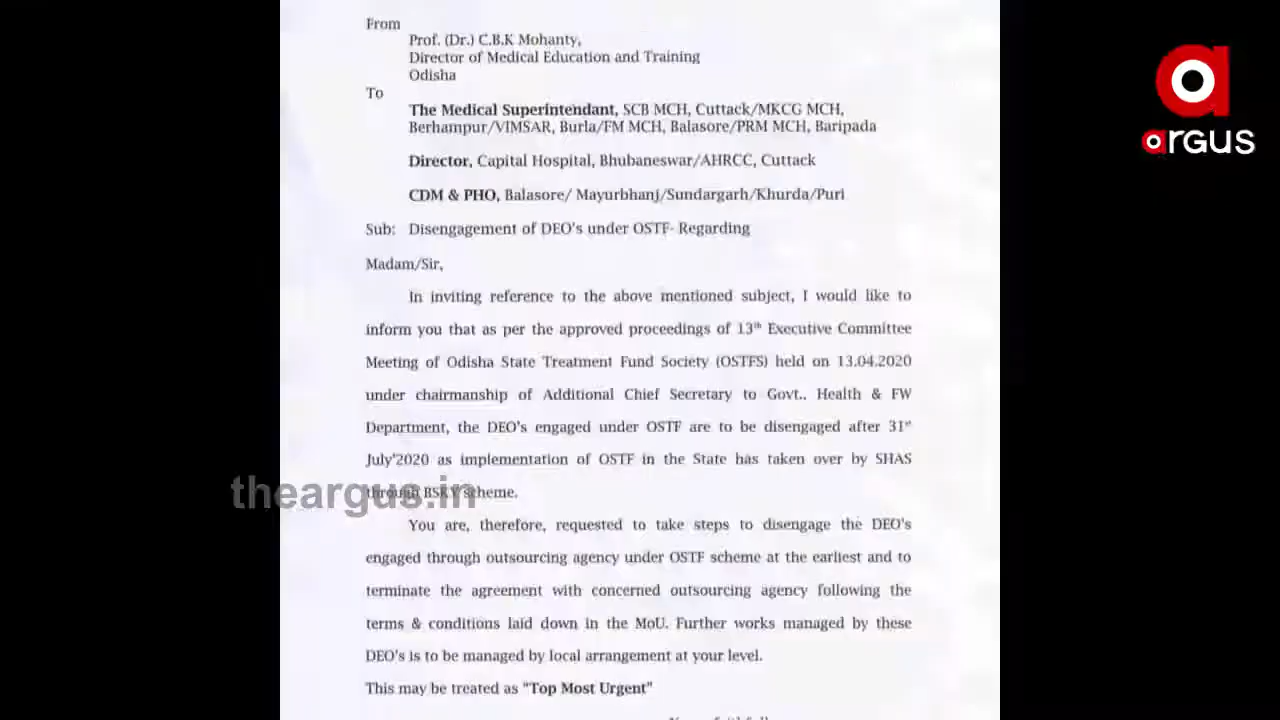 From
Prof. (Dr.) C.B.K Mohanty,
Director of Medical Education and Training
Odisha
To
The Medical Superintendant, SCB MCH, Cuttack/MKCG MCH,
Berhampur/VIMSAR, Burla/FM MCH, Balasore/PRM MCH, Baripada
Director, Capital Hospital, Bhubaneswar/AHRCC, Cuttack
CDM & PHO, Balasore/ Mayurbhanj/Sundargarh/Khurda/Puri
Sub: Disengagement of DEO's under OSTF- Regarding
Madam/Sir,
In inviting reference to the above mentioned subject, I would like to
inform you that as per the approved proceedings of 13th Executive Committee
Meeting of Odisha State Treatment Fund Society (OSTFS) held on 13.04.2020
under chairmanship of Additional Chief Secretary to Govt.. Health & FW
Department, the DEO's engaged under OSTF are to be disengaged after 31st
July'2020 as implementation of OSTF in the State has taken over by SHAS
through BSKY scheme.
You are, therefore, requested to take steps to disengage the DEO's
engaged through outsourcing agency under OSTF scheme at the earliest and to
terminate the agreement with concerned outsourcing agency following the
terms & conditions laid down in the MoU. Further works managed by these
DEO's is to be managed by local arrangement at your level.
This may be treated as "Top Most Urgent"
theargus.in
argus